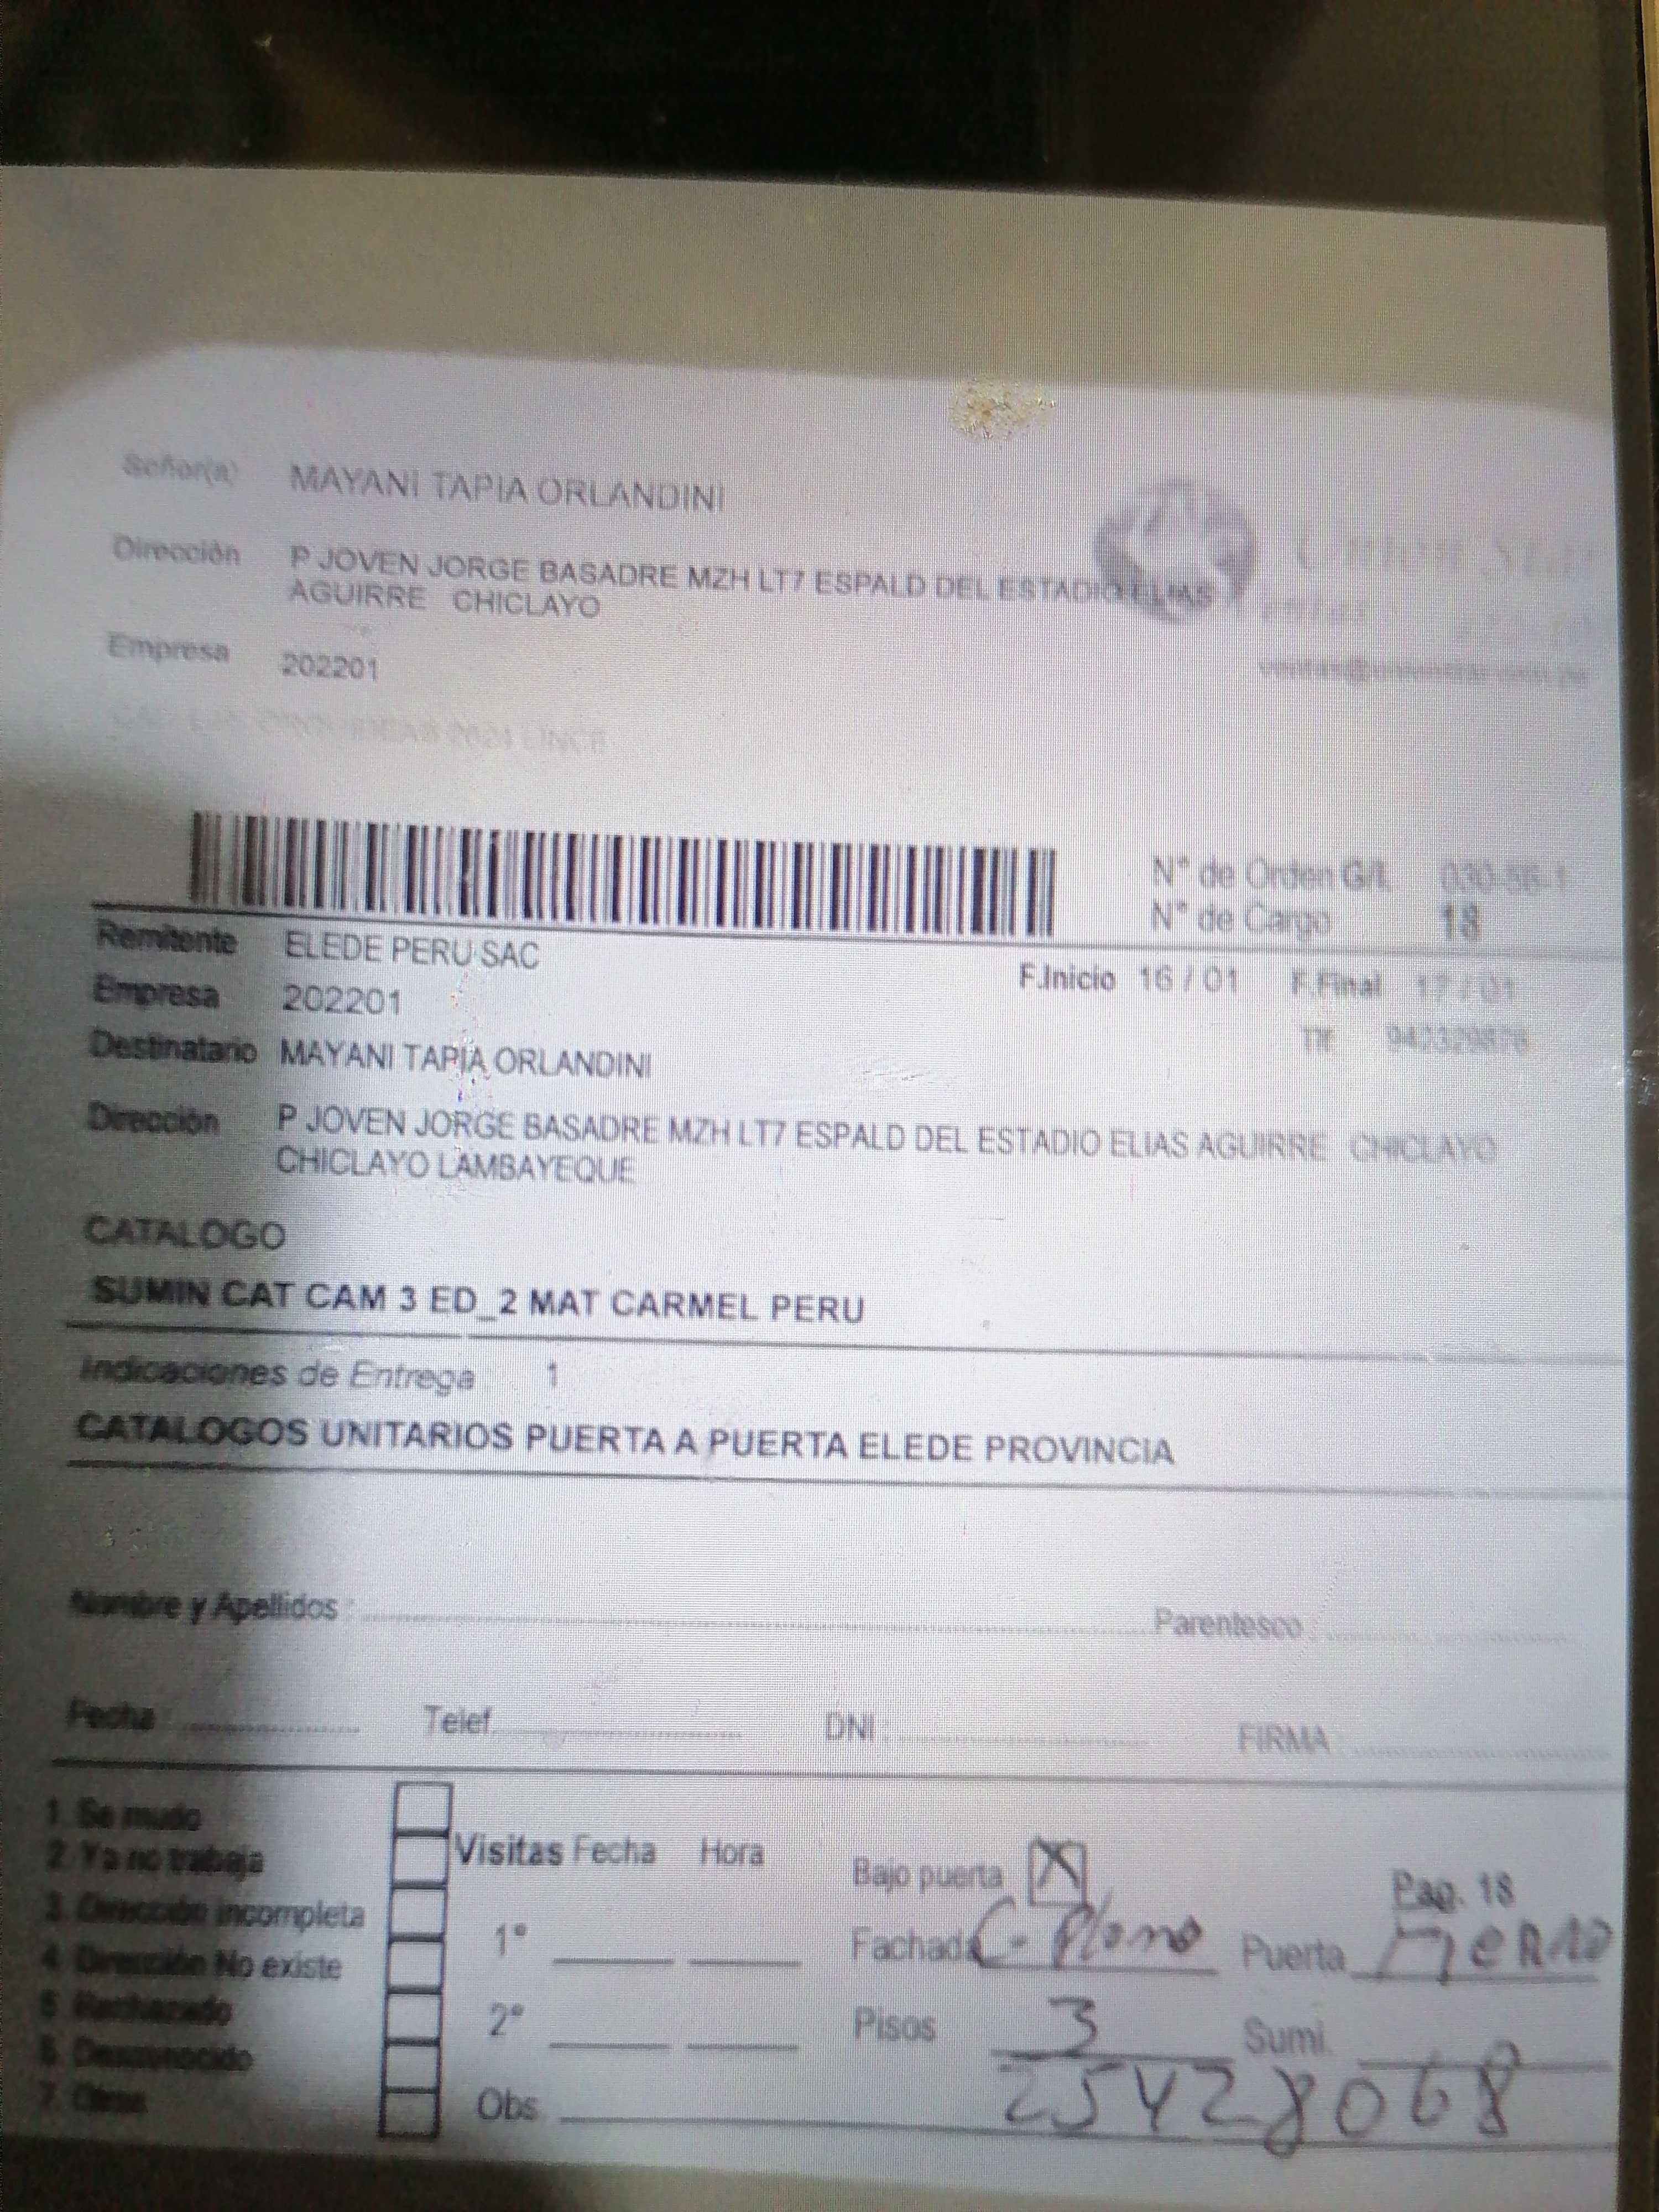 Señor(a) MAYANI TAPIA ORLANDINI
Dirección P JOVEN JORGE BASADRE MZH LT7 ESPALD DEL ESTADIO ELIAS
AGUIRRE CHICLAYO
Empresa 202201
N° de Orden G/L
N° de Cargo 18
Remitente ELEDE PERU SAC
F.Inicio 16 / 01 F.Final 17 / 01
Empresa 202201
Destinatario MAYANI TAPIA ORLANDINI
Dirección P JOVEN JORGE BASADRE MZH LT7 ESPALD DEL ESTADIO ELIAS AGUIRRE CHICLAYO
CHICLAYO LAMBAYEQUE
CATALOGO
SUMIN CAT CAM 3 ED_2 MAT CARMEL PERU
Indicaciones de Entrega 1
CATALOGOS UNITARIOS PUERTA A PUERTA ELEDE PROVINCIA
Nombre y Apellidos : Parentesco :
Fecha Telef. DNI : FIRMA
1. Se mudo
2. Ya no trabaja
3. Dirección incompleta
4. Dirección No existe
5. Rechazado
6. Desconocido
7. Otros
Visitas Fecha Hora
1°
2°
Obs
Bajo puerta X Pag. 18
Fachada C- Plomo Puerta Fierro
Pisos 3 Sumi.
25428068